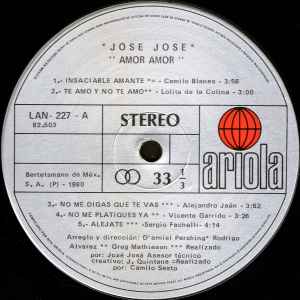 "JOSE JOSE"
"AMOR AMOR"
1.- INSACIABLE AMANTE *- Camilo Blanes - 3:56
2.- TE AMO Y NO TE AMO** - Lolita de la Colina - 3:00
LAN- 227 - A
82.503
STEREO
Bertelsmann de Méx.
S. A. (P) - 1980
33 1/3
ariola
3.- NO ME DIGAS QUE TE VAS - Alejandro Jaén - 3:52
4.- NO ME PLATIQUES YA ** - Vicente Garrido - 3:26
5.- ALEJATE * -Sergio Fachelli - 4:14
Arreglo y dirección: D'amiel Pershing* Rodrigo
Alvarez ** Greg Mathieson *** Realizado
por: José José Asesor técnico
creativo: J. Quintana -Realizado
por: Camilo Sesto